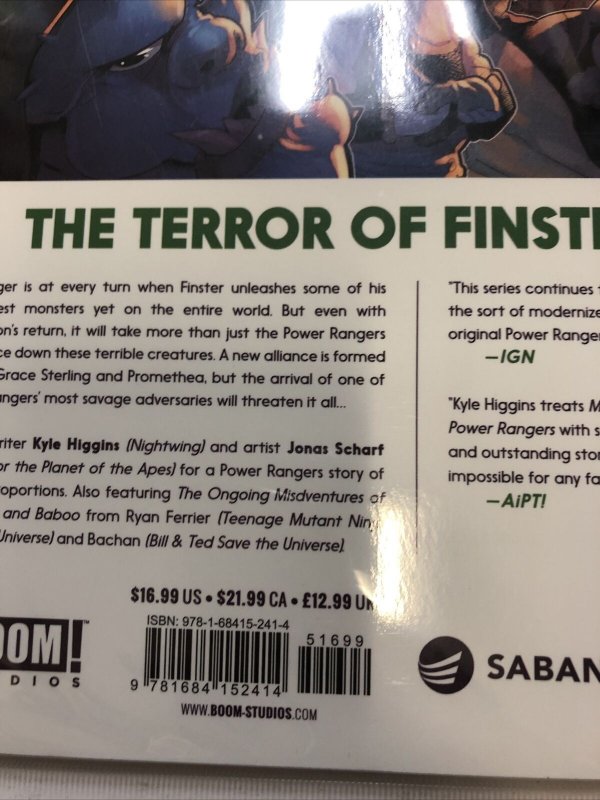 THE TERROR OF FINST
ger is at every turn when Finster unleashes some of his
est monsters yet on the entire world. But even with
on's return, it will take more than just the Power Rangers
ce down these terrible creatures. A new alliance is formed
Grace Sterling and Promethea, but the arrival of one of
angers' most savage adversaries will threaten it all...
riter Kyle Higgins (Nightwing) and artist Jonas Scharf
or the Planet of the Apes) for a Power Rangers story of
oportions. Also featuring The Ongoing Misdventures of
and Baboo from Ryan Ferrier (Teenage Mutant Nin
Universe) and Bachan (Bill & Ted Save the Universe).
"This series continues
the sort of modernize
original Power Range
—IGN
"Kyle Higgins treats M
Power Rangers with s
and outstanding stor
impossible for any fa
—AiPT!
$16.99 US • $21.99 CA • £12.99 UK
ISBN: 978-1-68415-241-4
51699
9 781684 152414
WWW.BOOM-STUDIOS.COM
OOM!™
DIOS
SABAN